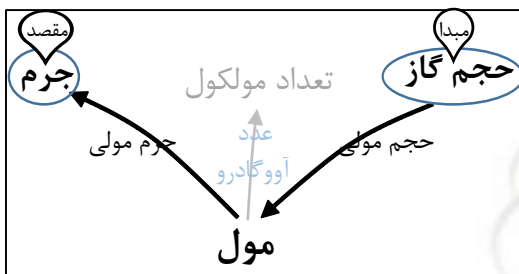 مبدا
مقصد
حجم گاز
جرم
تعداد مولکول
حجم مولی
عدد
آووگادرو
جرم مولی
مول